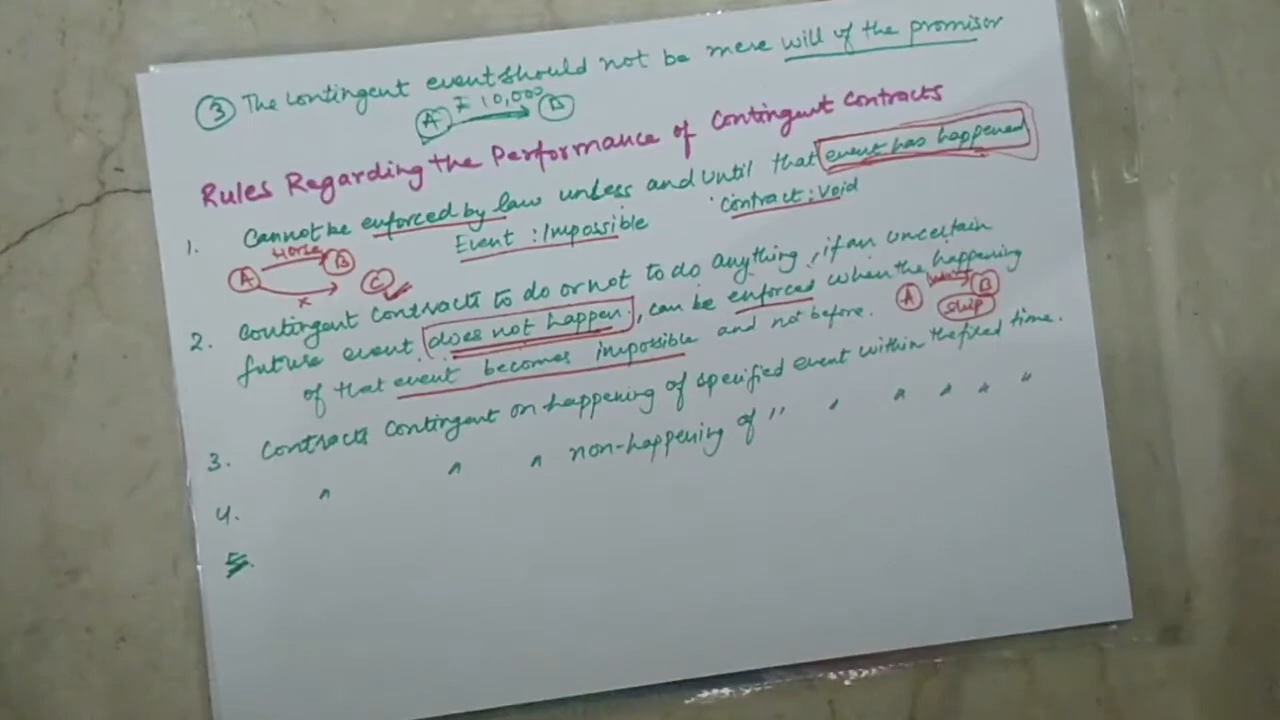 ③ The contingent event should not be mere will of the promisor
A ₹ 10,000 B
Rules Regarding the Performance of Contingent Contracts
1. Cannot be enforced by law unless and until that event has happened
Event : Impossible Contract : Void
Horse
A B
x C
2. Contingent Contracts to do or not to do anything, if an uncertain
future event does not happen, can be enforced when the happening
of that event becomes impossible and not before. A B
ship
3. Contracts Contingent on happening of specified event within the fixed time.
4. " " " non-happening of " " " " " "
5.